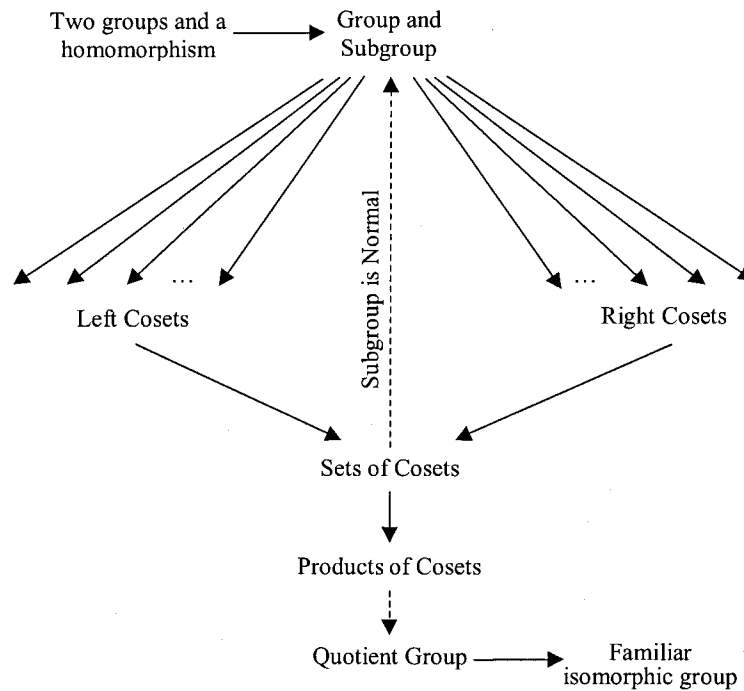 Two groups and a
homomorphism
Group and
Subgroup
...
...
Left Cosets
Subgroup is Normal
Right Cosets
Sets of Cosets
Products of Cosets
Quotient Group
Familiar
isomorphic group